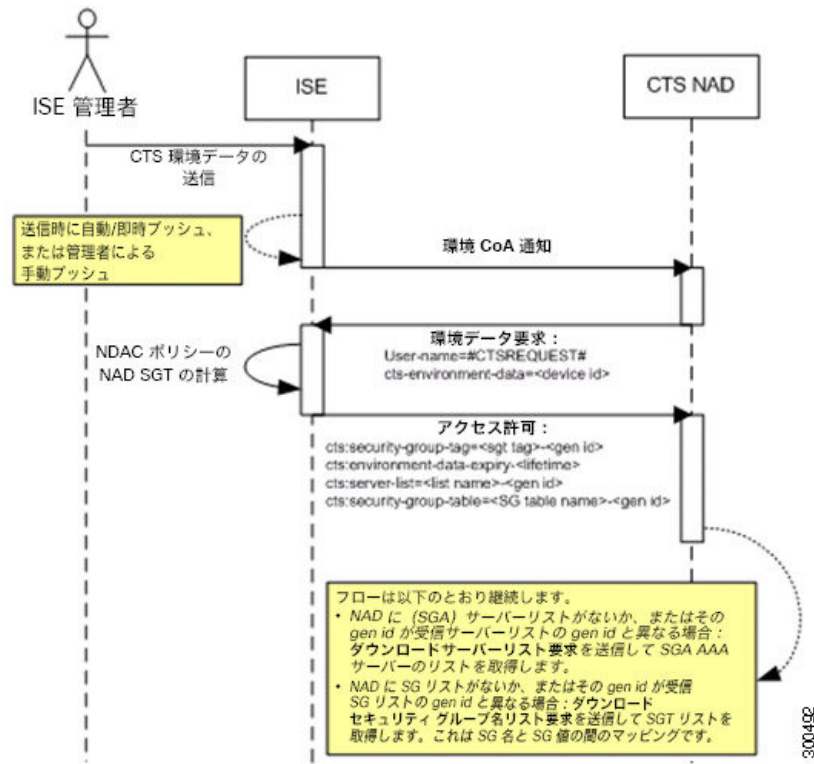 ISE 管理者
ISE
CTS NAD
CTS 環境データの
送信
送信時に自動/即時プッシュ、
または管理者による
手動プッシュ
環境 CoA 通知
環境データ要求：
User-name=#CTSREQUEST#
cts-environment-data=<device id>
NDAC ポリシーの
NAD SGT の計算
アクセス許可：
cts:security-group-tag=<sgt tag>-<gen id>
cts:environment-data-expiry-<lifetime>
cts:server-list=<list name>-<gen id>
cts:security-group-table=<SG table name>-<gen id>
フローは以下のとおり継続します。
• NAD に（SGA）サーバーリストがないか、またはその
gen id が受信サーバーリストの gen id と異なる場合：
ダウンロードサーバーリスト要求を送信して SGA AAA
サーバーのリストを取得します。
• NAD に SG リストがないか、またはその gen id が受信
SG リストの gen id と異なる場合：ダウンロード
セキュリティ グループ名リスト要求を送信して SGT リストを
取得します。これは SG 名と SG 値の間のマッピングです。
300492